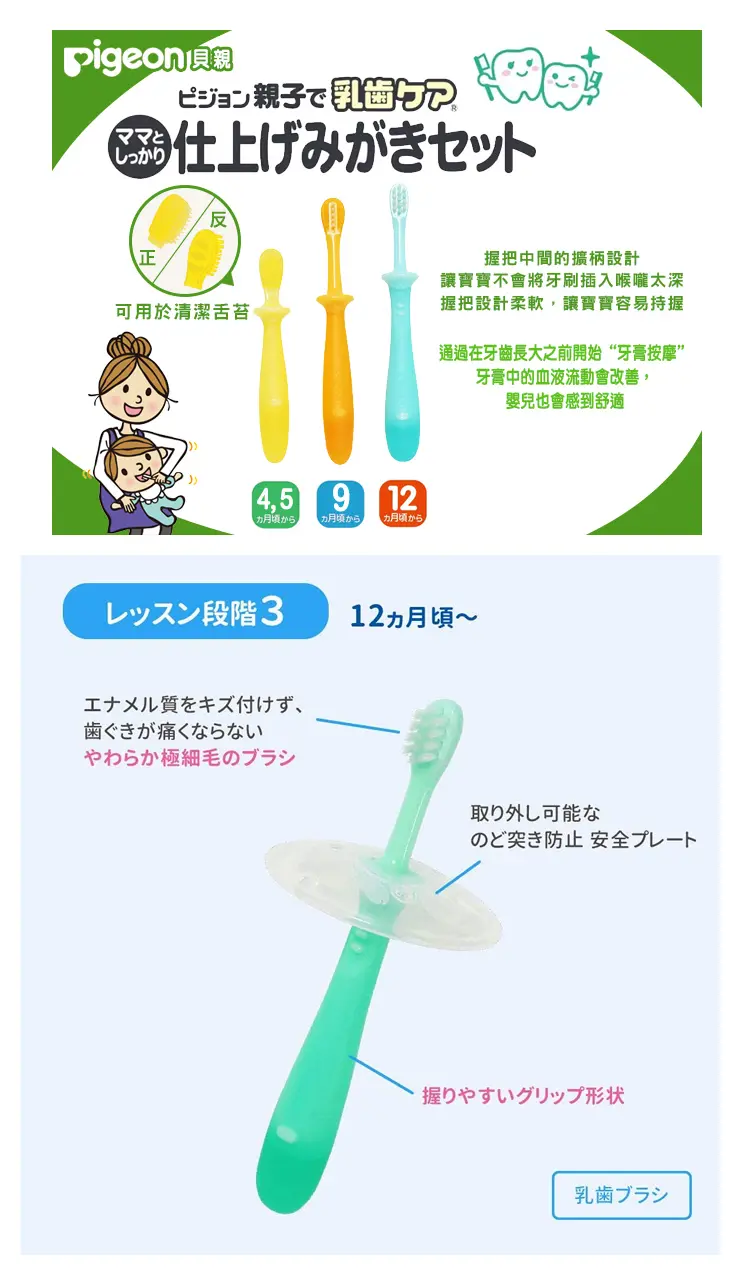 Pigeon貝親
ピジョン 親子で 乳歯ケア®
ママと
しっかり
仕上げみがきセット
反
正
可用於清潔舌苔
握把中間的擴柄設計
讓寶寶不會將牙刷插入喉嚨太深
握把設計柔軟，讓寶寶容易持握
通過在牙齒長大之前開始“牙膏按摩”
牙膏中的血液流動會改善，
嬰兒也會感到舒適
4,5
カ月頃から
9
カ月頃から
12
カ月頃から
レッスン段階3
12ヵ月頃〜
エナメル質をキズ付けず、
歯ぐきが痛くならない
やわらか極細毛のブラシ
取り外し可能な
のど突き防止 安全プレート
握りやすいグリップ形状
乳歯ブラシ